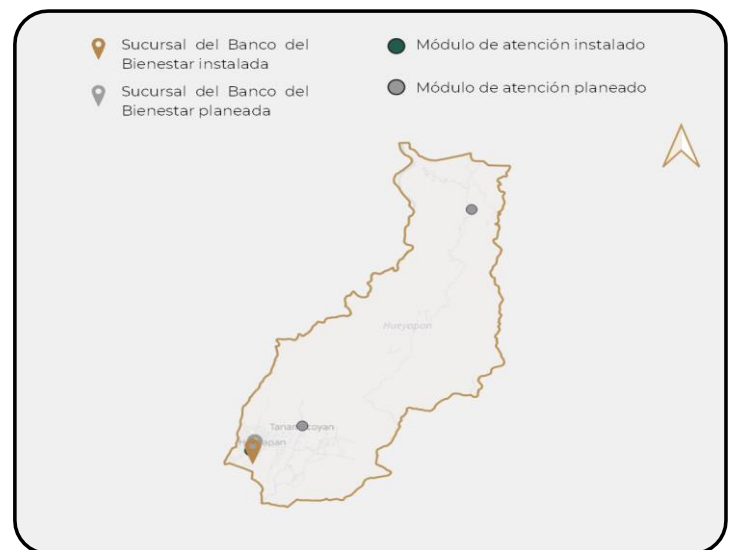 Sucursal del Banco del
Bienestar instalada
Sucursal del Banco del
Bienestar planeada
Módulo de atención instalado
Módulo de atención planeado
Hueyapan